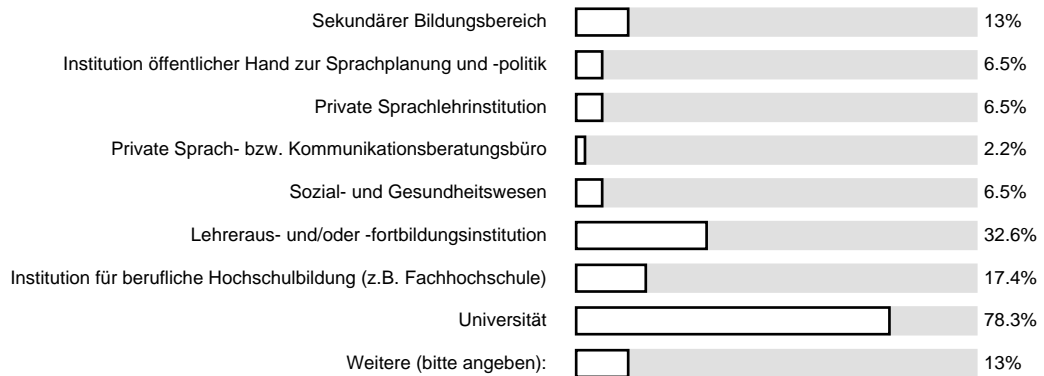 Sekundärer Bildungsbereich 13%
Institution öffentlicher Hand zur Sprachplanung und -politik 6.5%
Private Sprachlehrinstitution 6.5%
Private Sprach- bzw. Kommunikationsberatungsbüro 2.2%
Sozial- und Gesundheitswesen 6.5%
Lehreraus- und/oder -fortbildungsinstitution 32.6%
Institution für berufliche Hochschulbildung (z.B. Fachhochschule) 17.4%
Universität 78.3%
Weitere (bitte angeben): 13%